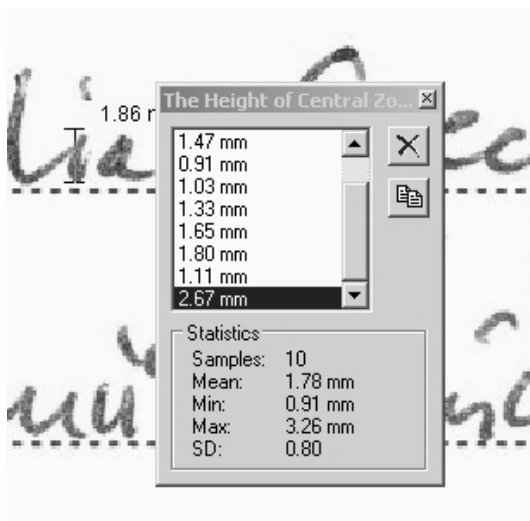 1.86
The Height of Central Zo...
1.47 mm
0.91 mm
1.03 mm
1.33 mm
1.65 mm
1.80 mm
1.11 mm
2.67 mm
Statistics
Samples: 10
Mean: 1.78 mm
Min: 0.91 mm
Max: 3.26 mm
SD: 0.80